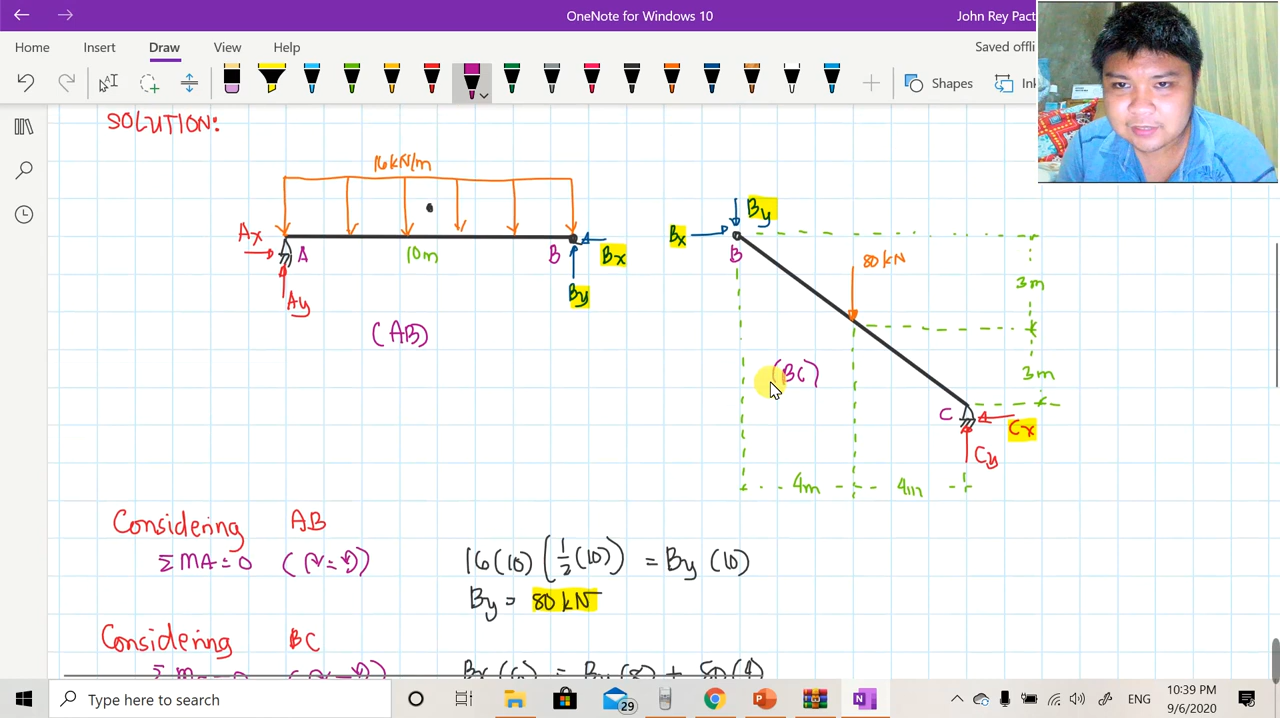 OneNote for Windows 10
John Rey Pact
Home
Insert
Draw
View
Help
Saved offli
Shapes
Ink
SOLUTION:
16kN/m
Ax
A
10m
B
Bx
Ay
By
(AB)
By
Bx
B
80 kN
3m
(BC)
3m
C
Cx
Cy
4m
4m
Considering AB
ΣMA=0
16(10)(1/2(10)) = By (10)
By = 80 kN
Considering BC
29
Type here to search
ENG
10:39 PM
9/6/2020